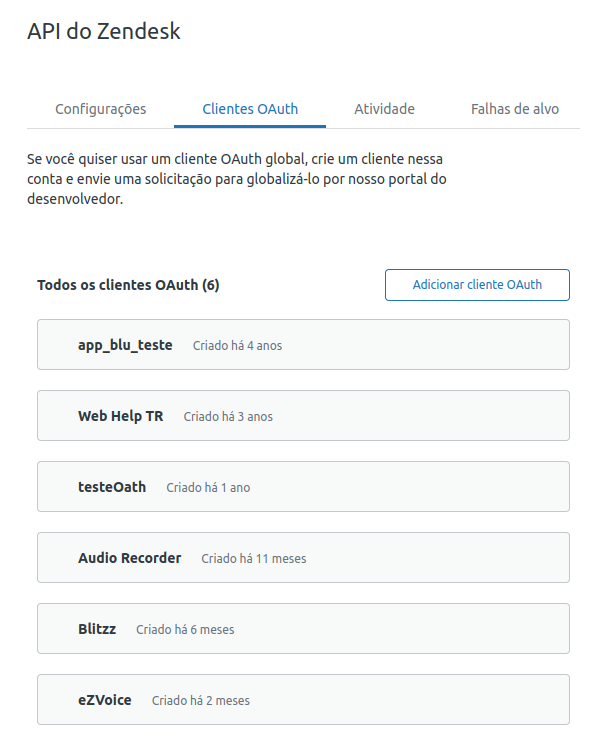 API do Zendesk
Configurações
Clientes OAuth
Atividade
Falhas de alvo
Se você quiser usar um cliente OAuth global, crie um cliente nessa
conta e envie uma solicitação para globalizá-lo por nosso portal do
desenvolvedor.
Todos os clientes OAuth (6)
Adicionar cliente OAuth
app_blu_teste Criado há 4 anos
Web Help TR Criado há 3 anos
testeOath Criado há 1 ano
Audio Recorder Criado há 11 meses
Blitzz Criado há 6 meses
eZVoice Criado há 2 meses